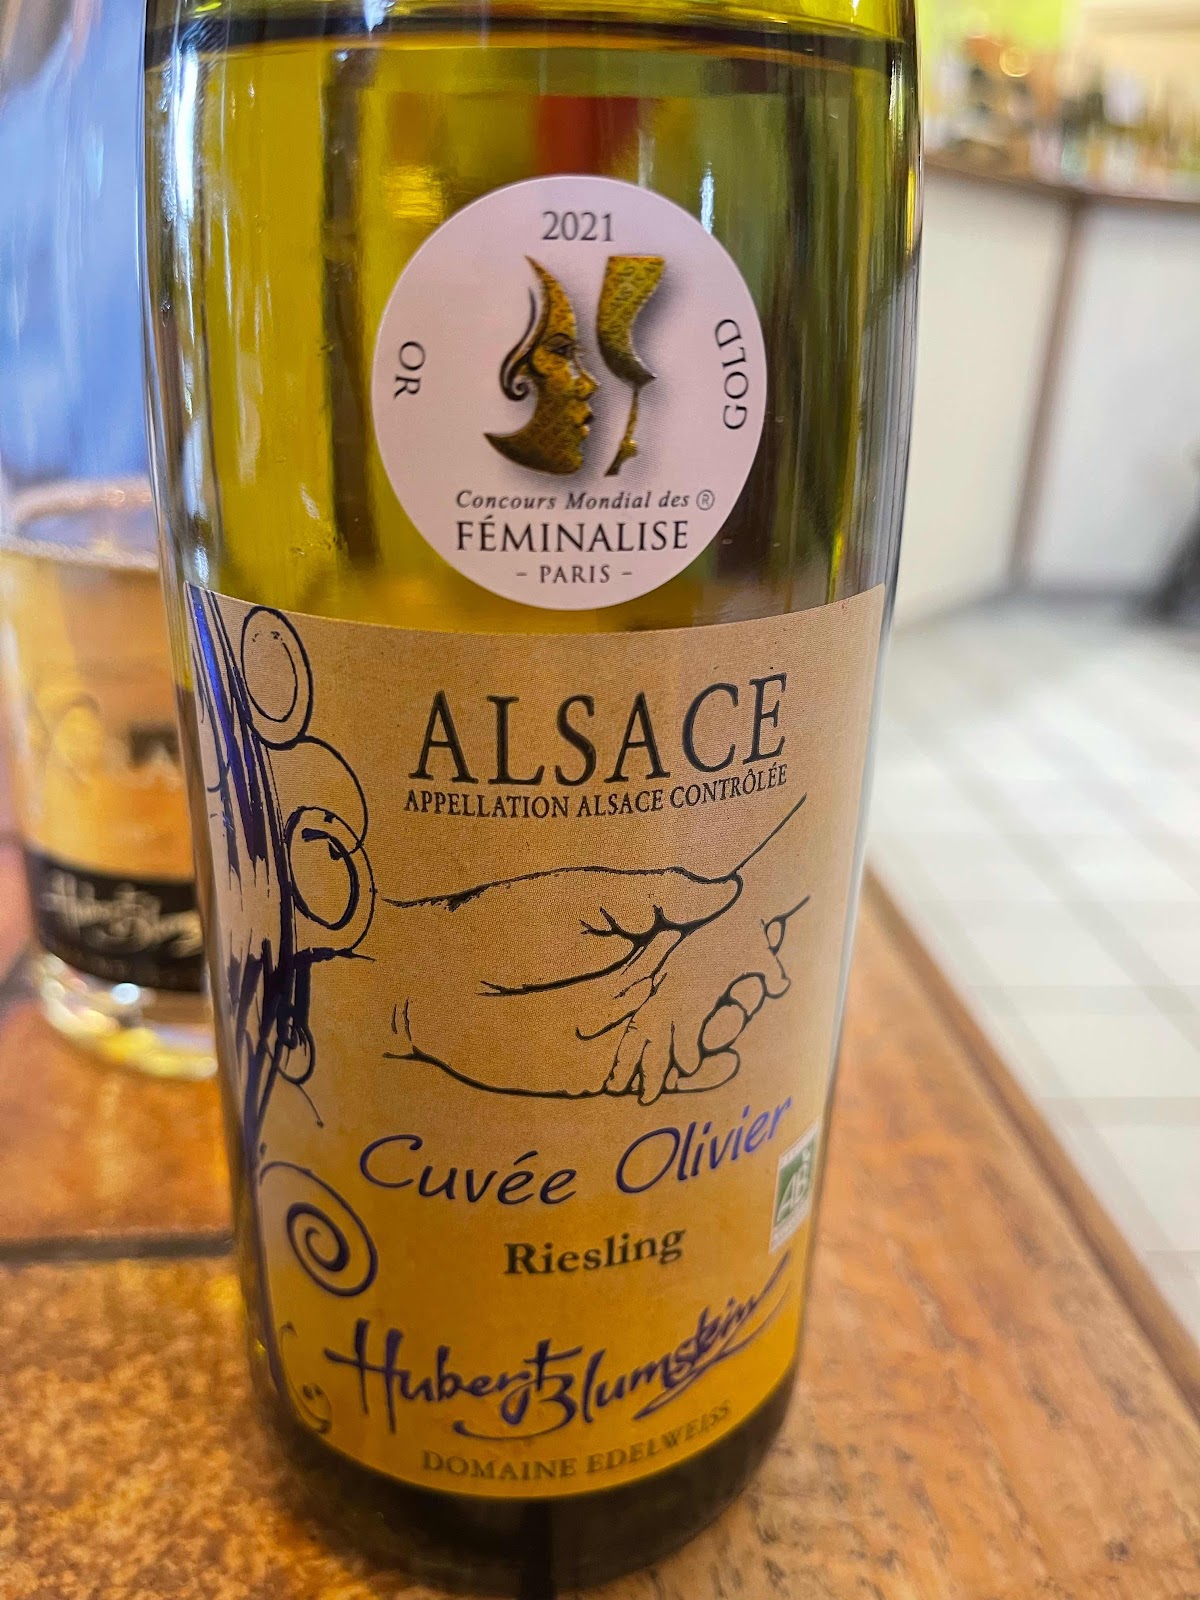 2021
OR
GOLD
Concours Mondial des ®
FÉMINALISE
- PARIS -
ALSACE
APPELLATION ALSACE CONTRÔLÉE
Cuvée Olivier
AB
Riesling
Hubert Blumstein
DOMAINE EDELWEISS